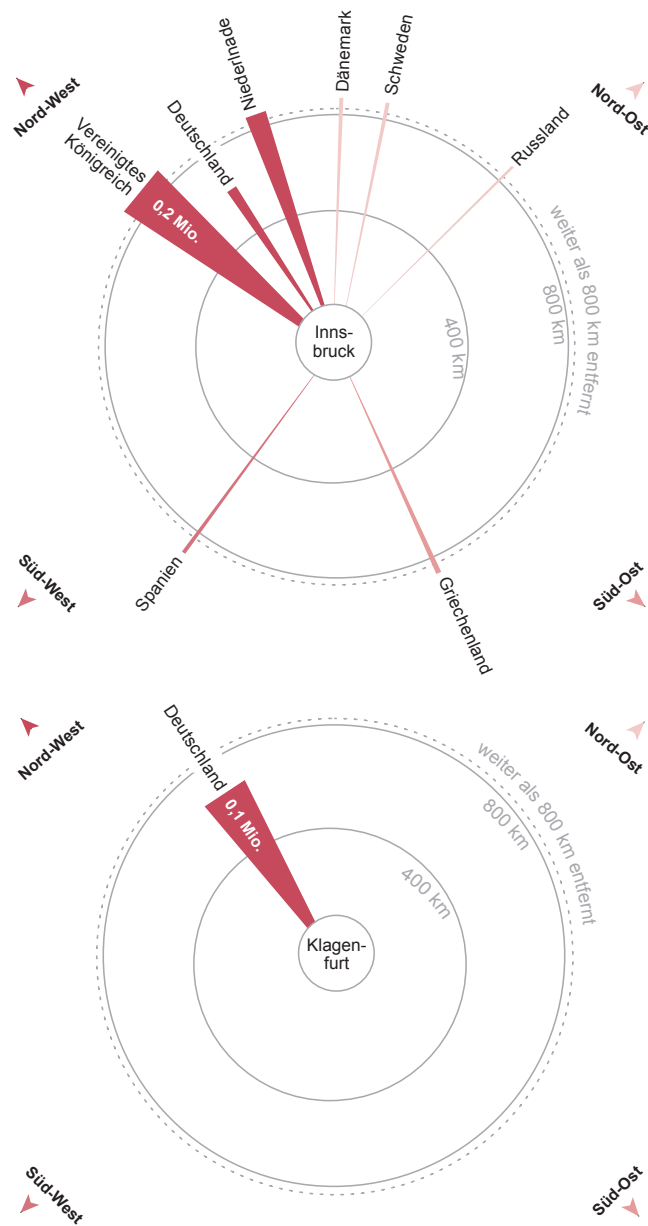 Nord-West
Vereinigtes
Königreich
0,2 Mio.
Deutschland
Niederlnade
Dänemark
Schweden
Russland
Nord-Ost
weiter als 800 km entfernt
800 km
400 km
Inns-
bruck
Süd-West
Spanien
Griechenland
Süd-Ost
Nord-West
Deutschland
0,1 Mio.
Nord-Ost
weiter als 800 km entfernt
800 km
400 km
Klagen-
furt
Süd-West
Süd-Ost